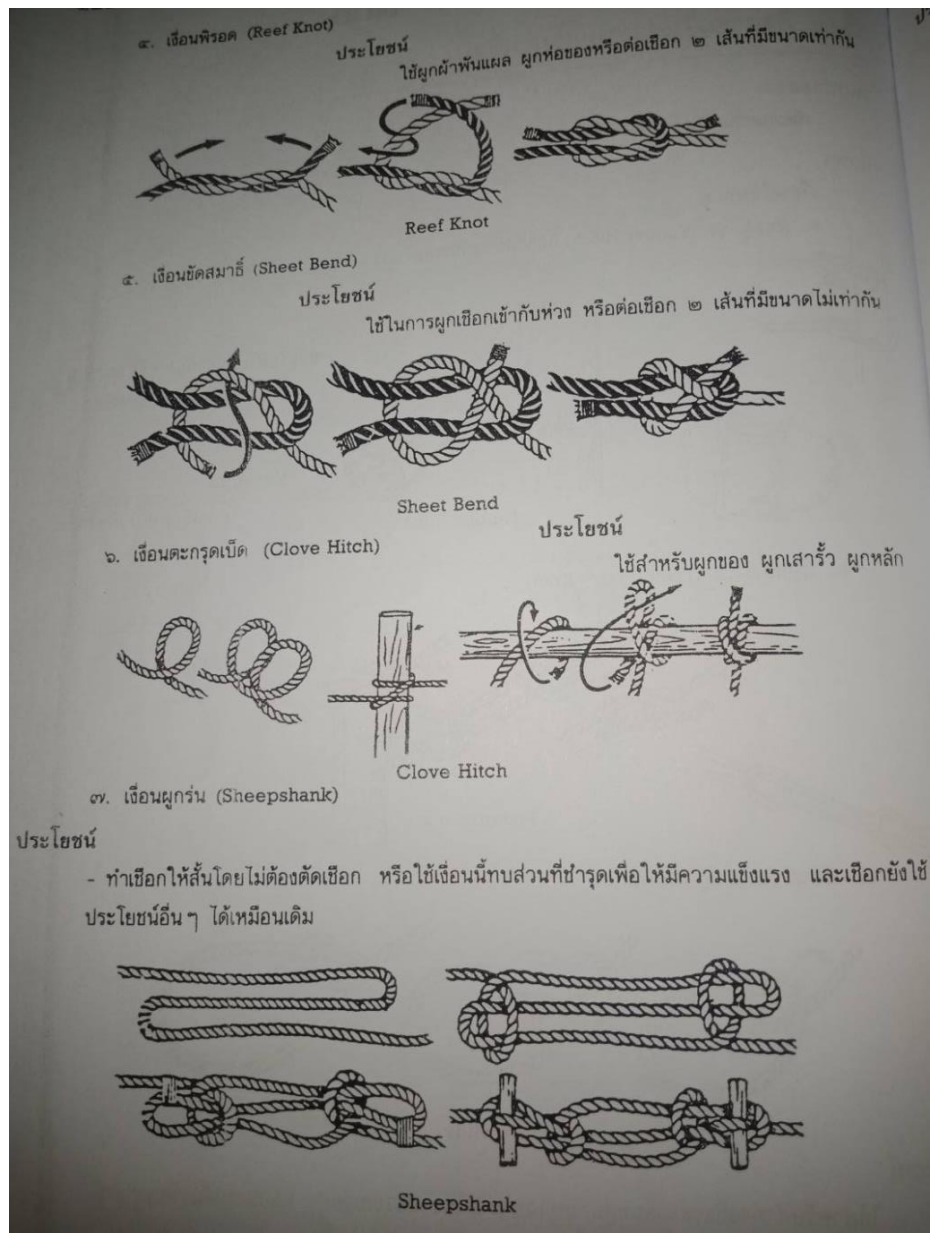 ๔. เงื่อนพิรอด (Reef Knot)
ประโยชน์
ใช้ผูกผ้าพันแผล ผูกห่อของหรือต่อเชือก ๒ เส้นที่มีขนาดเท่ากัน
Reef Knot
๕. เงื่อนขัดสมาธิ์ (Sheet Bend)
ประโยชน์
ใช้ในการผูกเชือกเข้ากับห่วง หรือต่อเชือก ๒ เส้นที่มีขนาดไม่เท่ากัน
Sheet Bend
๖. เงื่อนตะกรุดเบ็ด (Clove Hitch)
ประโยชน์
ใช้สำหรับผูกของ ผูกเสารั้ว ผูกหลัก
Clove Hitch
๗. เงื่อนผูกร่น (Sheepshank)
ประโยชน์
- ทำเชือกให้สั้นโดยไม่ต้องตัดเชือก หรือใช้เงื่อนนี้ทบส่วนที่ชำรุดเพื่อให้มีความแข็งแรง และเชือกยังใช้
ประโยชน์อื่น ๆ ได้เหมือนเดิม
Sheepshank